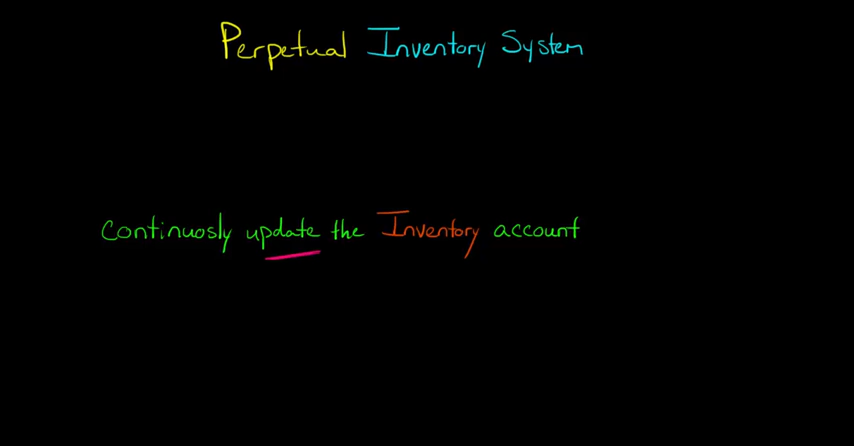 Perpetual Inventory System
Continuosly update the Inventory account